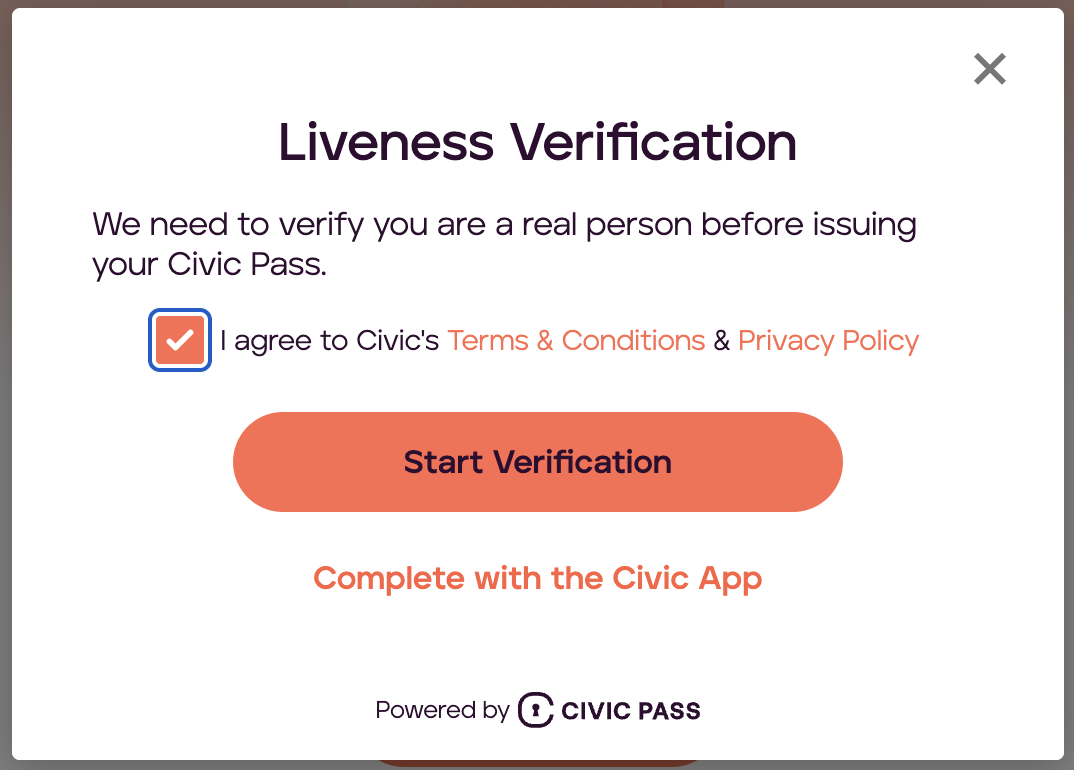 Liveness Verification
We need to verify you are a real person before issuing
your Civic Pass.
I agree to Civic's Terms & Conditions & Privacy Policy
Start Verification
Complete with the Civic App
Powered by CIVIC PASS